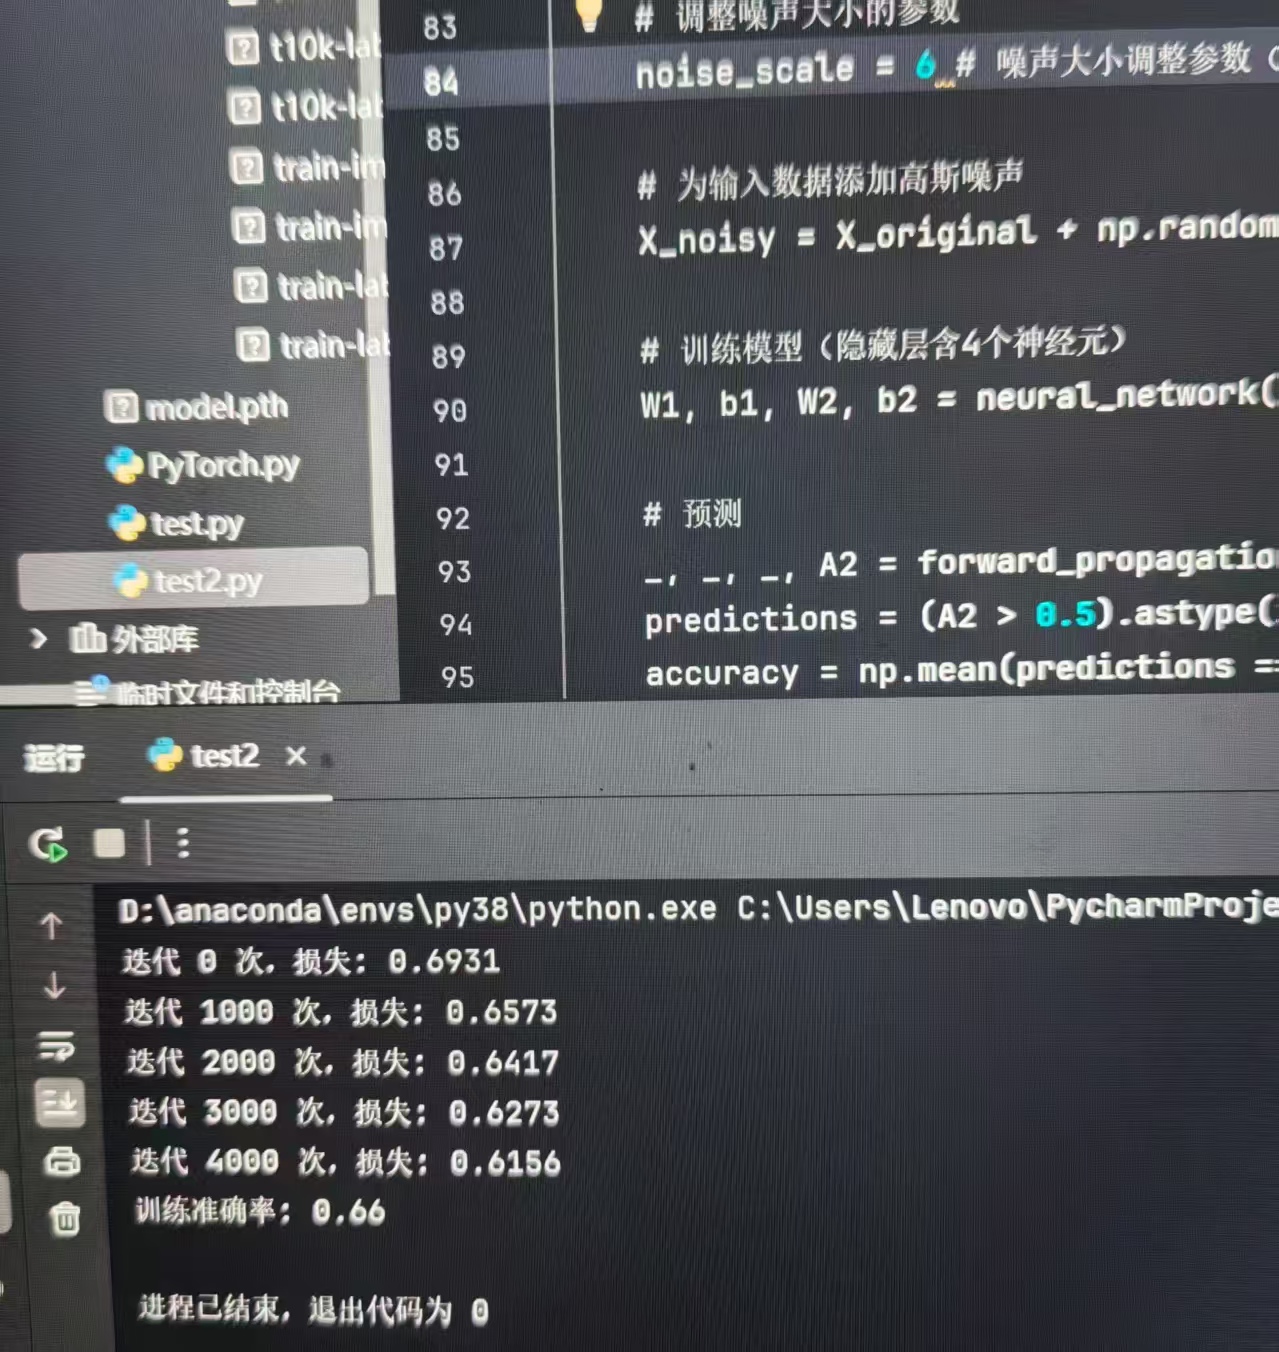 t10k-lab
t10k-lab
train-im
train-im
train-lab
train-lab
model.pth
PyTorch.py
test.py
test2.py
外部库
临时文件和控制台
83 # 调整噪声大小的参数
84 noise_scale = 6 # 噪声大小调整参数
85
86 # 为输入数据添加高斯噪声
87 X_noisy = X_original + np.random
88
89 # 训练模型（隐藏层含4个神经元）
90 W1, b1, W2, b2 = neural_network(
91
92 # 预测
93 _, _, _, A2 = forward_propagatio
94 predictions = (A2 > 0.5).astype(
95 accuracy = np.mean(predictions ==
运行 test2 ×
D:\anaconda\envs\py38\python.exe C:\Users\Lenovo\PycharmProje
迭代 0 次，损失: 0.6931
迭代 1000 次，损失: 0.6573
迭代 2000 次，损失: 0.6417
迭代 3000 次，损失: 0.6273
迭代 4000 次，损失: 0.6156
训练准确率: 0.66
进程已结束，退出代码为 0